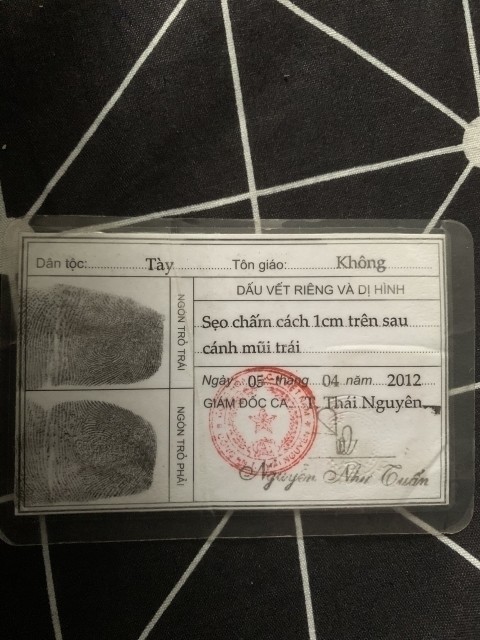 Dân tộc: Tày Tôn giáo: Không
NGÓN TRỎ TRÁI
NGÓN TRỎ PHẢI
DẤU VẾT RIÊNG VÀ DỊ HÌNH
Sẹo chấm cách 1cm trên sau
cánh mũi trái
Ngày 05 tháng 04 năm 2012
GIÁM ĐỐC CA T. Thái Nguyên
Nguyễn Như Tuấn